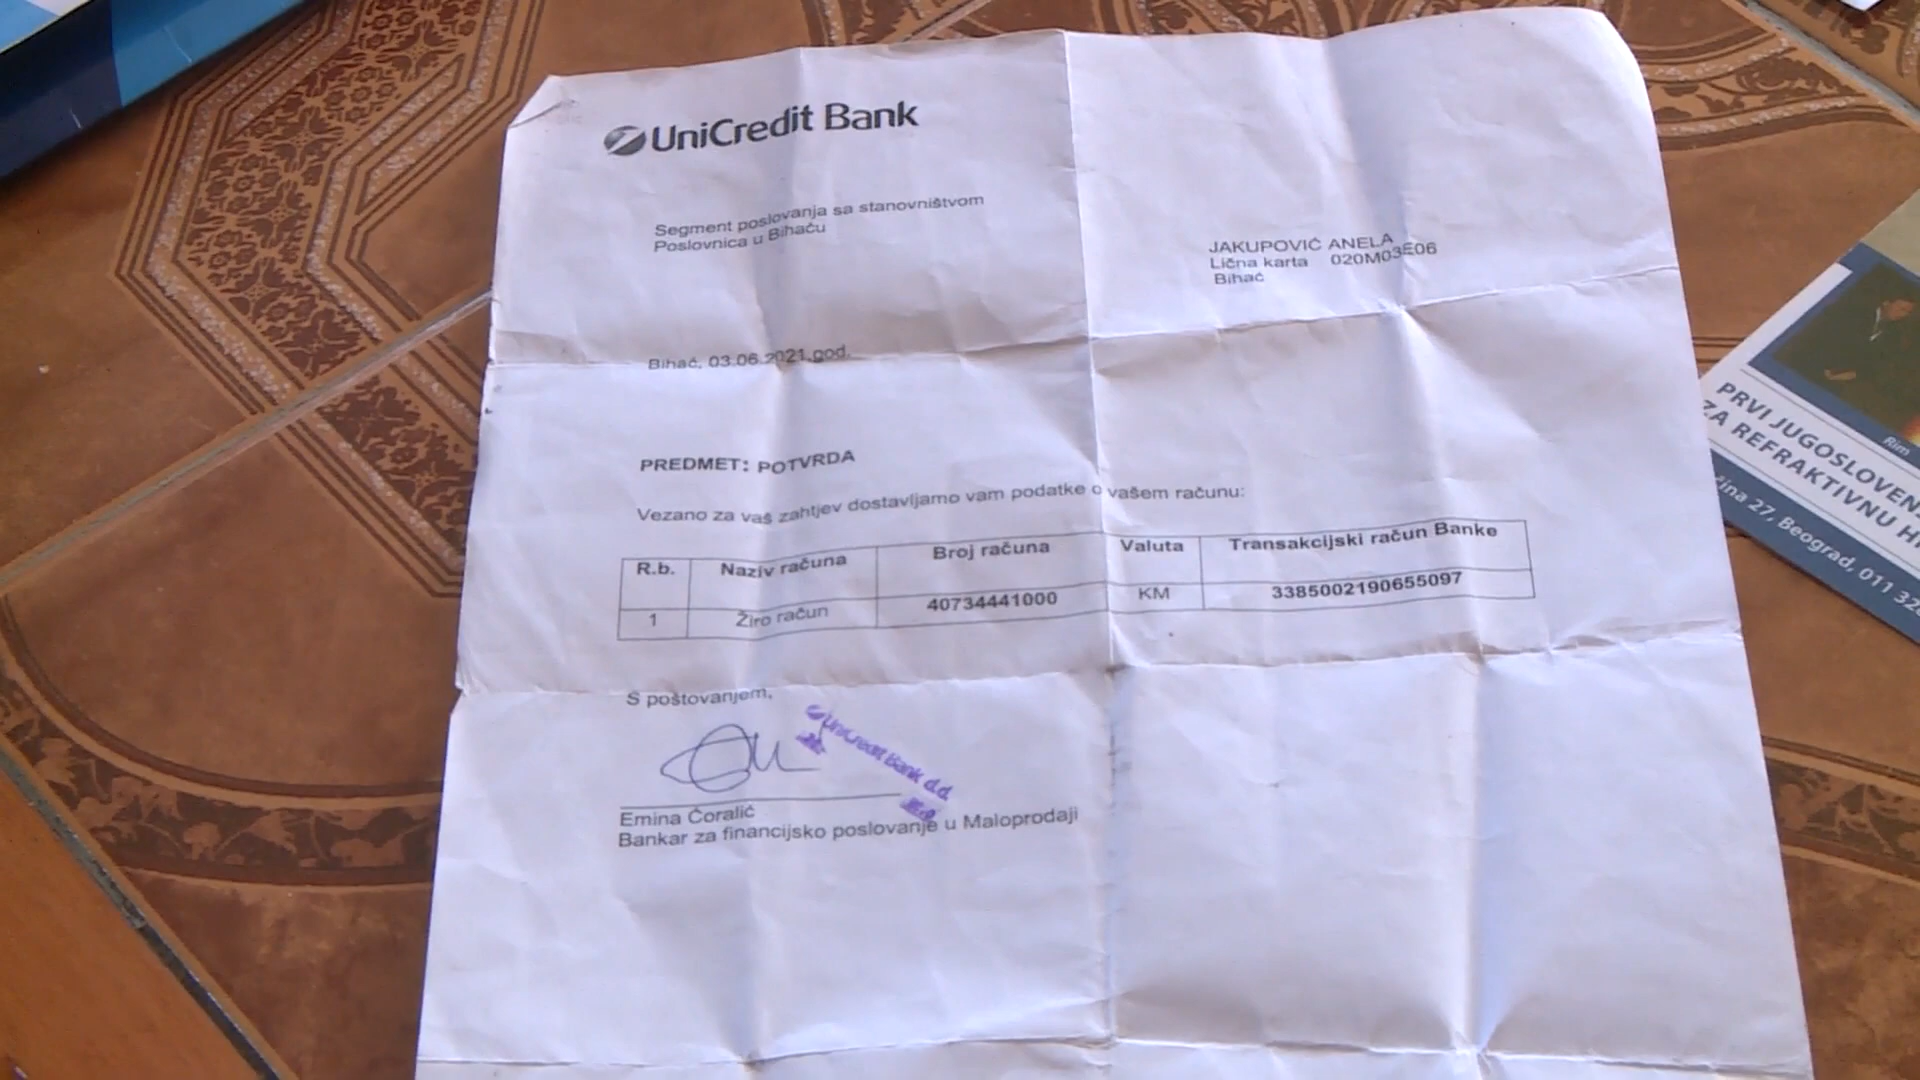 UniCredit Bank
Segment poslovanja sa stanovništvom
Poslovnica u Bihaću
JAKUPOVIĆ ANELA
Lična karta 020M03E06
Bihać
Bihać, 03.06.2021.god.
PREDMET: POTVRDA
Vezano za vaš zahtjev dostavljamo vam podatke o vašem računu:
R.b. Naziv računa Broj računa Valuta Transakcijski račun Banke
1 Žiro račun 40734441000 KM 3385002190655097
S poštovanjem,
UniCredit Bank d.d.
Emina Ćoralić
Bankar za financijsko poslovanje u Maloprodaji
Rim
PRVI JUGOSLOVEN
ZA REFRAKTIVNU H
ina 27, Beograd, 011 32